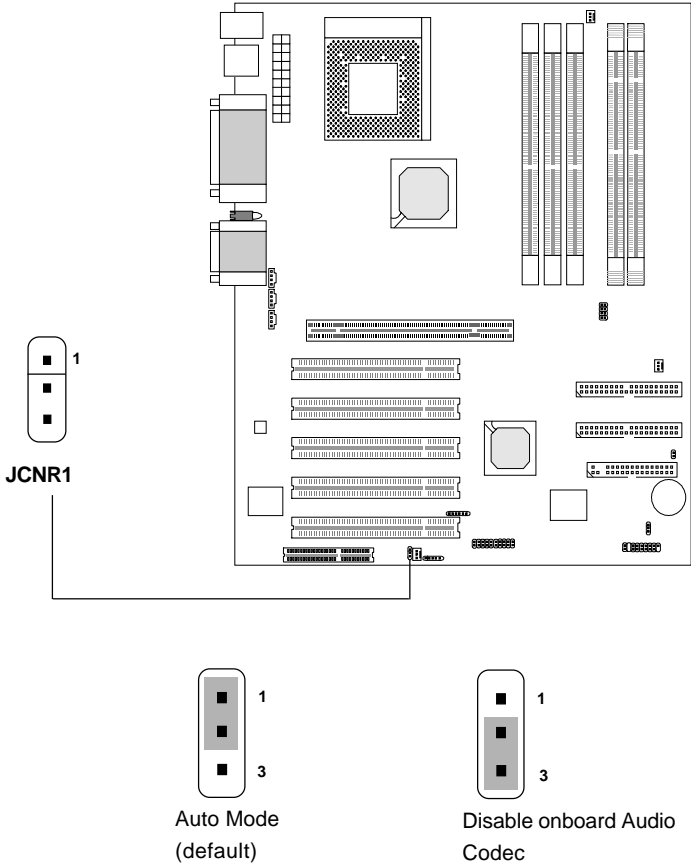 1
JCNR1
1
3
Auto Mode
(default)
1
3
Disable onboard Audio
Codec